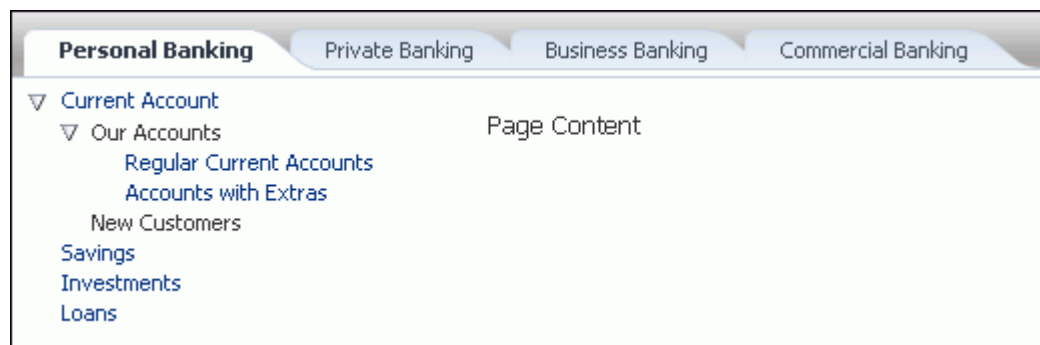 Personal Banking Private Banking Business Banking Commercial Banking
Current Account
Our Accounts
Page Content
Regular Current Accounts
Accounts with Extras
New Customers
Savings
Investments
Loans